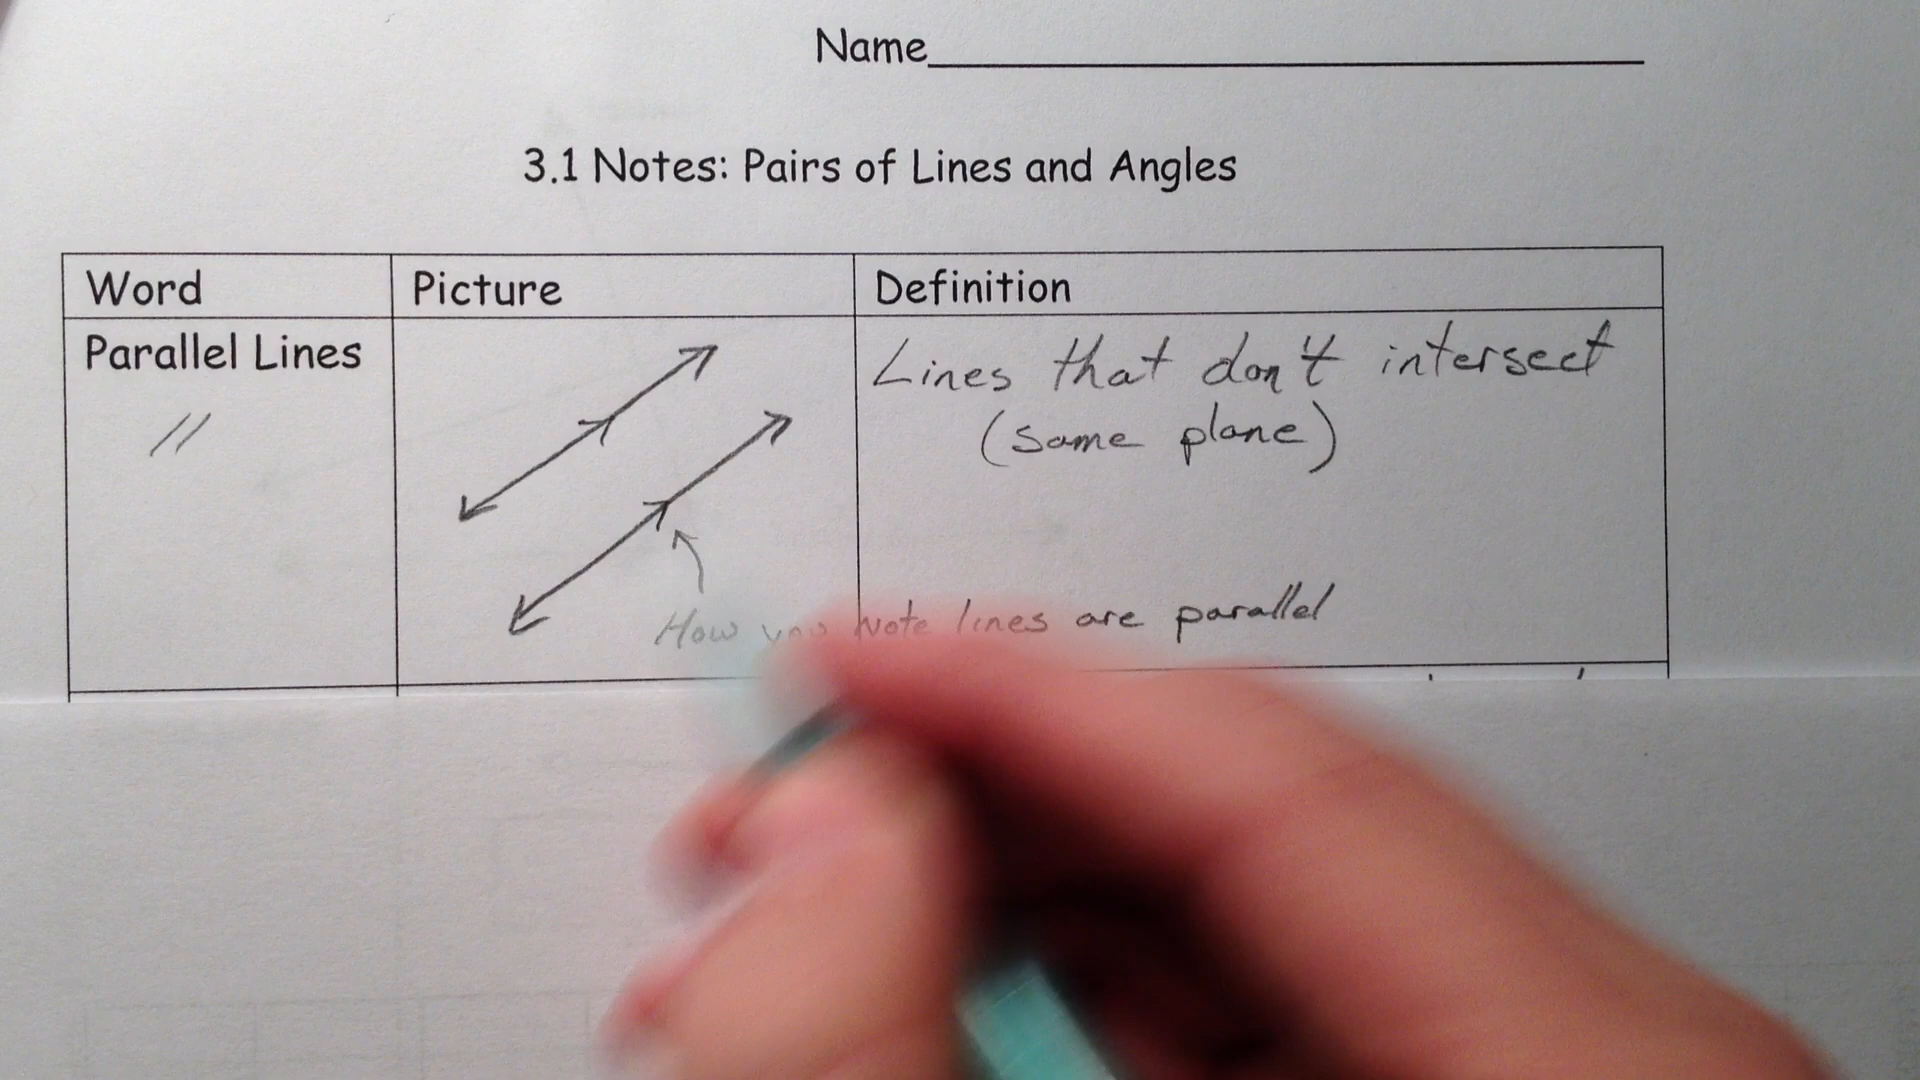 Name
3.1 Notes: Pairs of Lines and Angles
Word Picture Definition
Parallel Lines
//
Lines that don't intersect
(same plane)
How you note lines are parallel